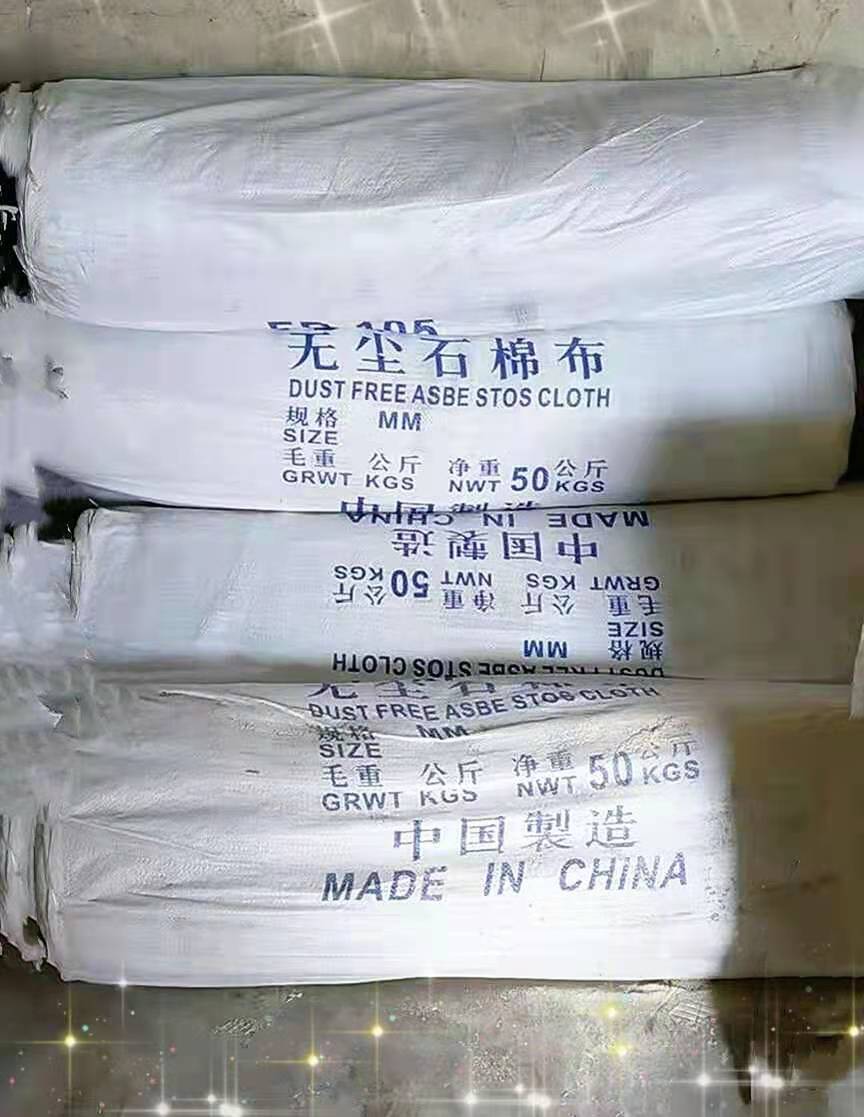 无尘石棉布
DUST FREE ASBE STOS CLOTH
规格 MM
SIZE
毛重 公斤 净重 50 公斤
GRWT KGS NWT KGS
MADE IN CHINA
中国製造
GRWT KGS NWT 50 KGS
毛重 公斤 净重 公斤
SIZE
规格 MM
DUST FREE ASBE STOS CLOTH
DUST FREE ASBE STOS CLOTH
规格 MM
SIZE
毛重 公斤 净重 50 公斤
GRWT KGS NWT KGS
中国製造
MADE IN CHINA